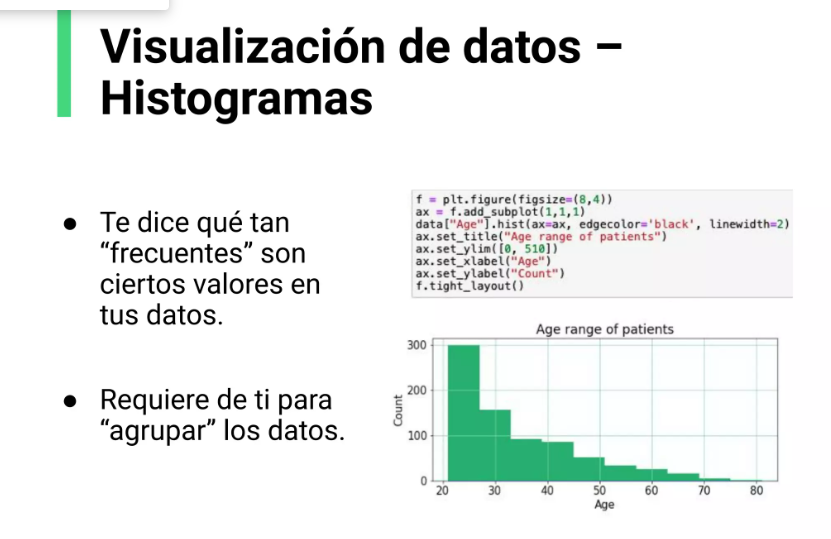 Visualización de datos –
Histogramas
● Te dice qué tan
“frecuentes” son
ciertos valores en
tus datos.
● Requiere de ti para
“agrupar” los datos.
f = plt.figure(figsize=(8,4))
ax = f.add_subplot(1,1,1)
data["Age"].hist(ax=ax, edgecolor='black', linewidth=2)
ax.set_title("Age range of patients")
ax.set_ylim([0, 510])
ax.set_xlabel("Age")
ax.set_ylabel("Count")
f.tight_layout()
Age range of patients
300
200
100
0
Count
20 30 40 50 60 70 80
Age